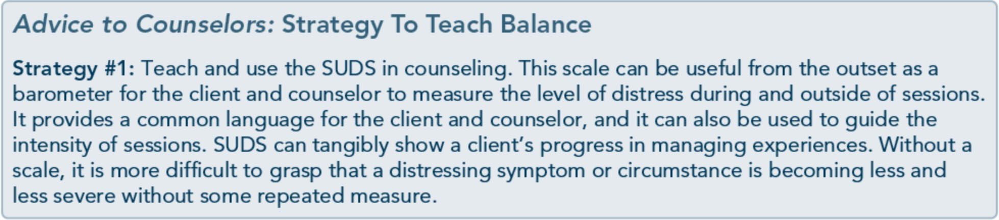 Advice to Counselors: Strategy To Teach Balance
Strategy #1: Teach and use the SUDS in counseling. This scale can be useful from the outset as a
barometer for the client and counselor to measure the level of distress during and outside of sessions.
It provides a common language for the client and counselor, and it can also be used to guide the
intensity of sessions. SUDS can tangibly show a client’s progress in managing experiences. Without a
scale, it is more difficult to grasp that a distressing symptom or circumstance is becoming less and
less severe without some repeated measure.